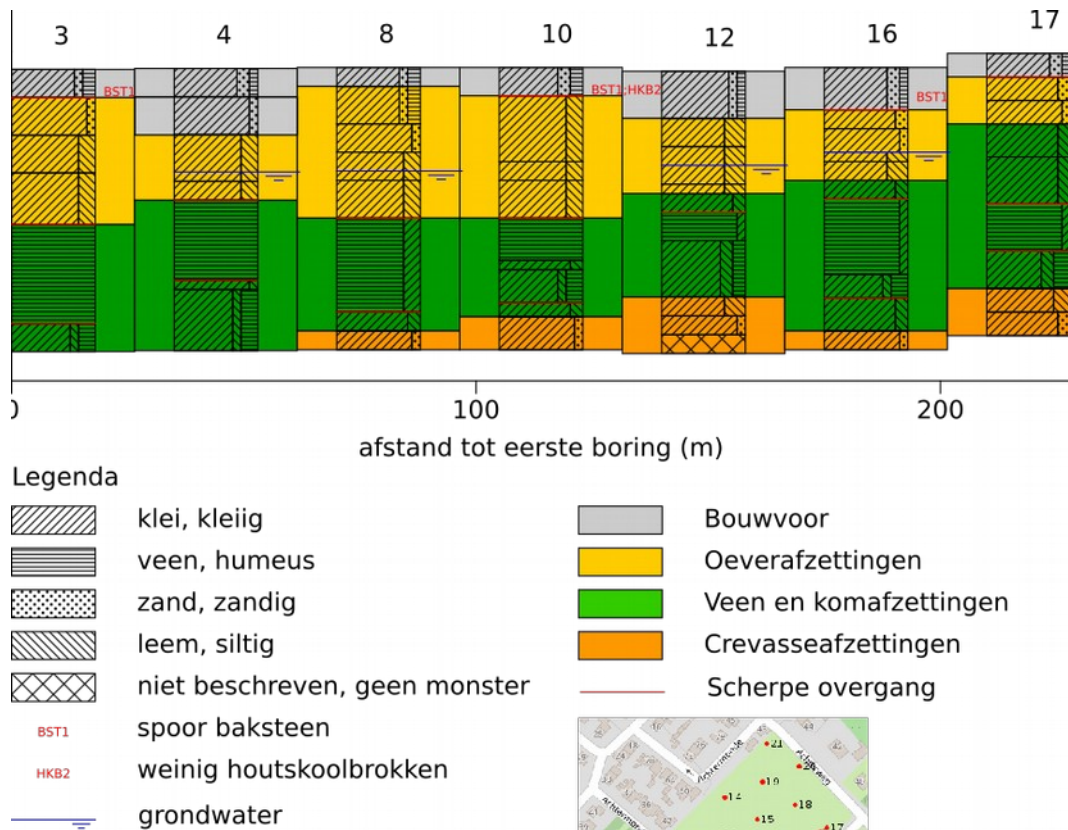 3 4 8 10 12 16 17
BST1 BST1;HKB2 BST1
0 100 200
afstand tot eerste boring (m)
Legenda
klei, kleiig Bouwvoor
veen, humeus Oeverafzettingen
zand, zandig Veen en komafzettingen
leem, siltig Crevasseafzettingen
niet beschreven, geen monster Scherpe overgang
BST1 spoor baksteen
HKB2 weinig houtskoolbrokken
grondwater
21
Achterweg
19
14
18
15
17